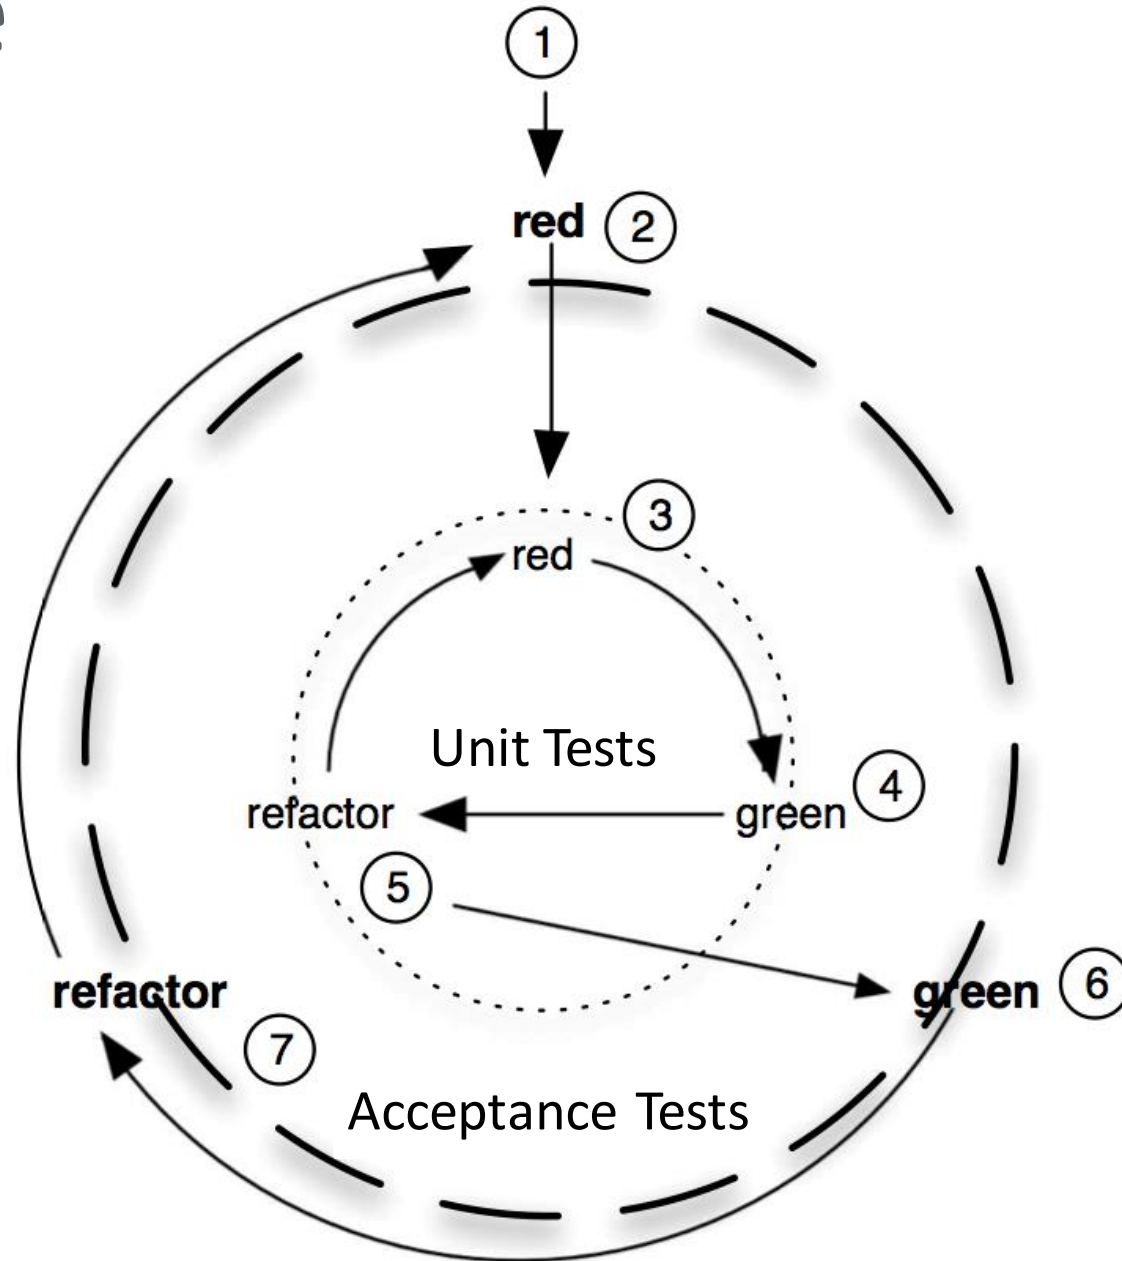 e
1
red 2
3
red
Unit Tests
refactor
green 4
5
refactor
green 6
7
Acceptance Tests